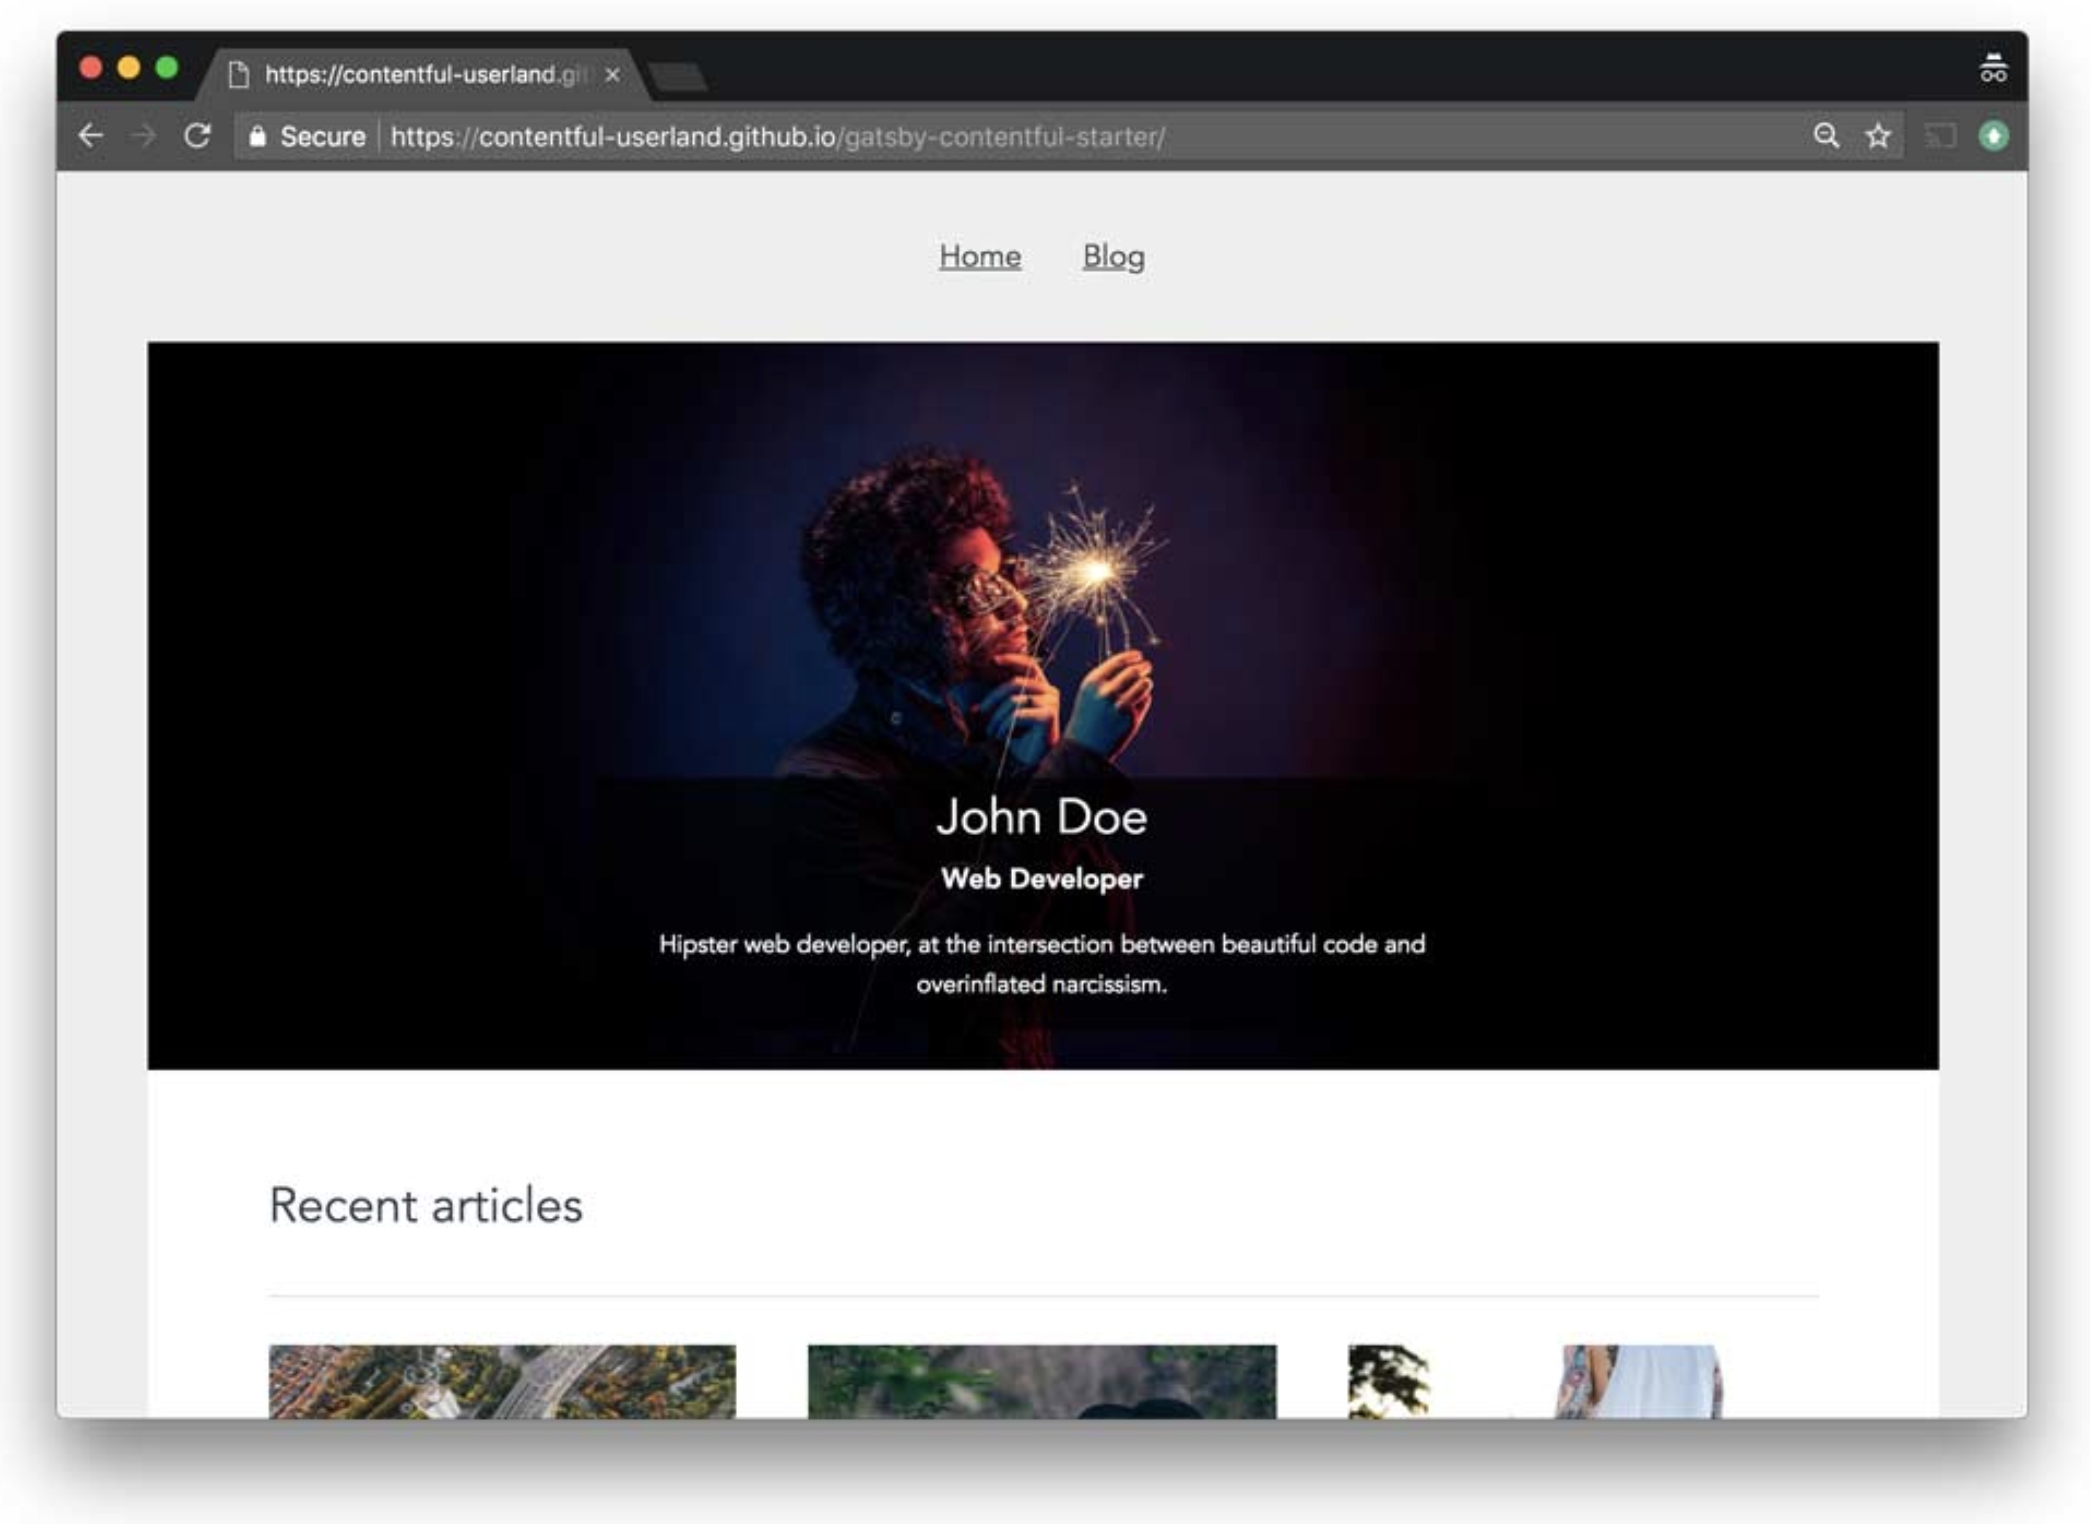 https://contentful-userland.git
Secure https://contentful-userland.github.io/gatsby-contentful-starter/
Home Blog
John Doe
Web Developer
Hipster web developer, at the intersection between beautiful code and
overinflated narcissism.
Recent articles